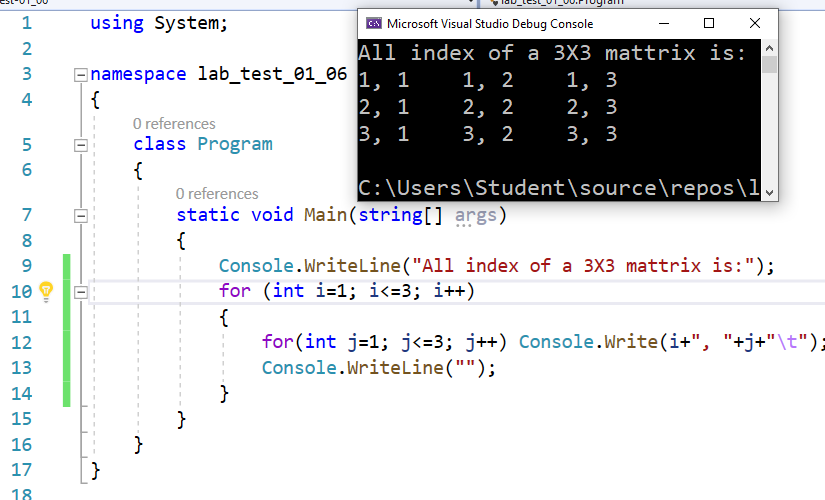 est-01_06
lab_test_01_06.Program
Microsoft Visual Studio Debug Console
All index of a 3X3 mattrix is:
1, 1    1, 2    1, 3
2, 1    2, 2    2, 3
3, 1    3, 2    3, 3
C:\Users\Student\source\repos\l
1 using System;
2
3 namespace lab_test_01_06
4 {
0 references
5 class Program
6 {
0 references
7 static void Main(string[] args)
8 {
9 Console.WriteLine("All index of a 3X3 mattrix is:");
10 for (int i=1; i<=3; i++)
11 {
12 for(int j=1; j<=3; j++) Console.Write(i+", "+j+"\t");
13 Console.WriteLine("");
14 }
15 }
16 }
17 }
18